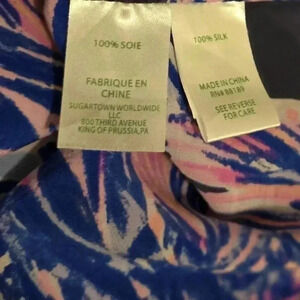 100% SOIE
FABRIQUE EN
CHINE
SUGARTOWN WORLDWIDE
LLC
800 THIRD AVENUE
KING OF PRUSSIA,PA
100% SILK
MADE IN CHINA
RN# 88189
SEE REVERSE
FOR CARE